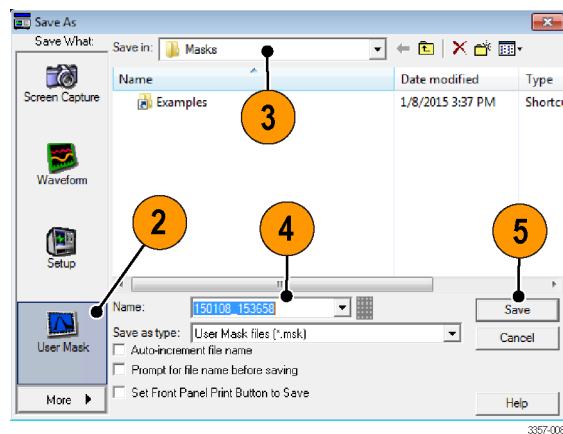 Save As
Save What:
Save in: Masks
Name Date modified Type
Examples 1/8/2015 3:37 PM Shortcu
Screen Capture
3
Waveform
2 4 5
Setup
Name: 150108_153658 Save
Save as type: User Mask files (*.msk) Cancel
User Mask
Auto-increment file name
Prompt for file name before saving
Set Front Panel Print Button to Save
More Help
3357-008